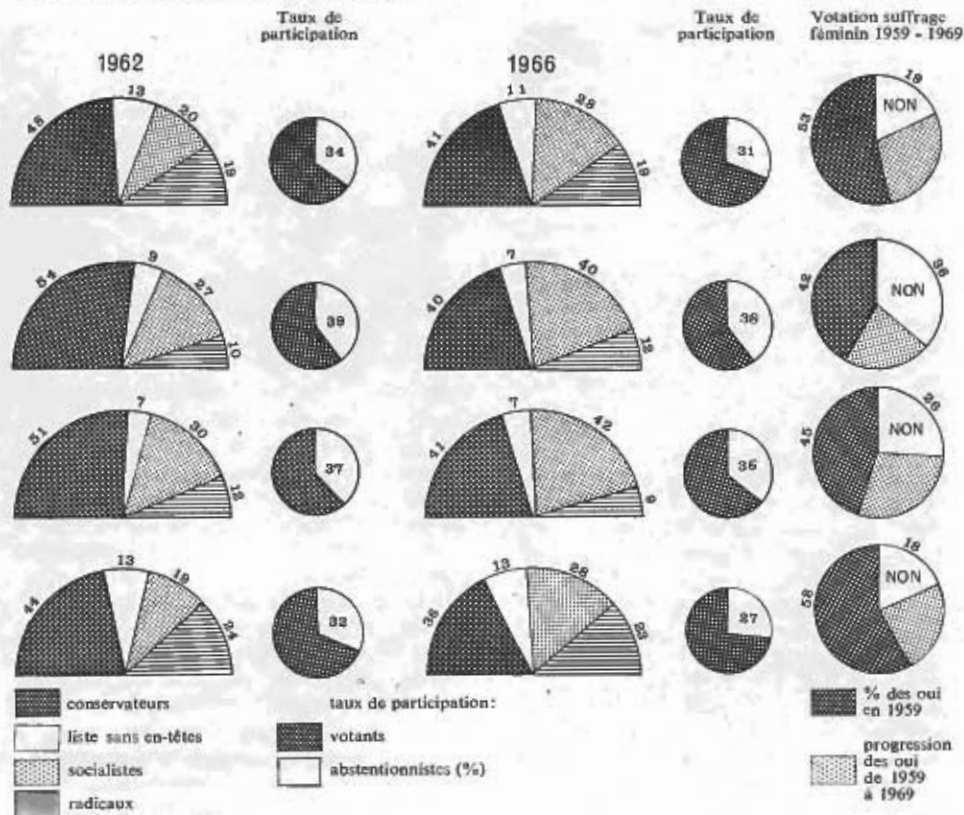 Taux de
participation
Taux de
participation
Votation suffrage
féminin 1959 - 1969
1962
1966
48 13 20 19
34
41 11 28 19
31
53 19
NON
54 9 27 10
39
40 7 40 12
38
42 36
NON
51 7 30 12
37
41 7 42 9
35
45 26
NON
44 13 19 24
32
36 13 28 23
27
58 18
NON
conservateurs
liste sans en-têtes
socialistes
radicaux
taux de participation:
votants
abstentionnistes (%)
% des oui
en 1959
progression
des oui
de 1959
à 1969